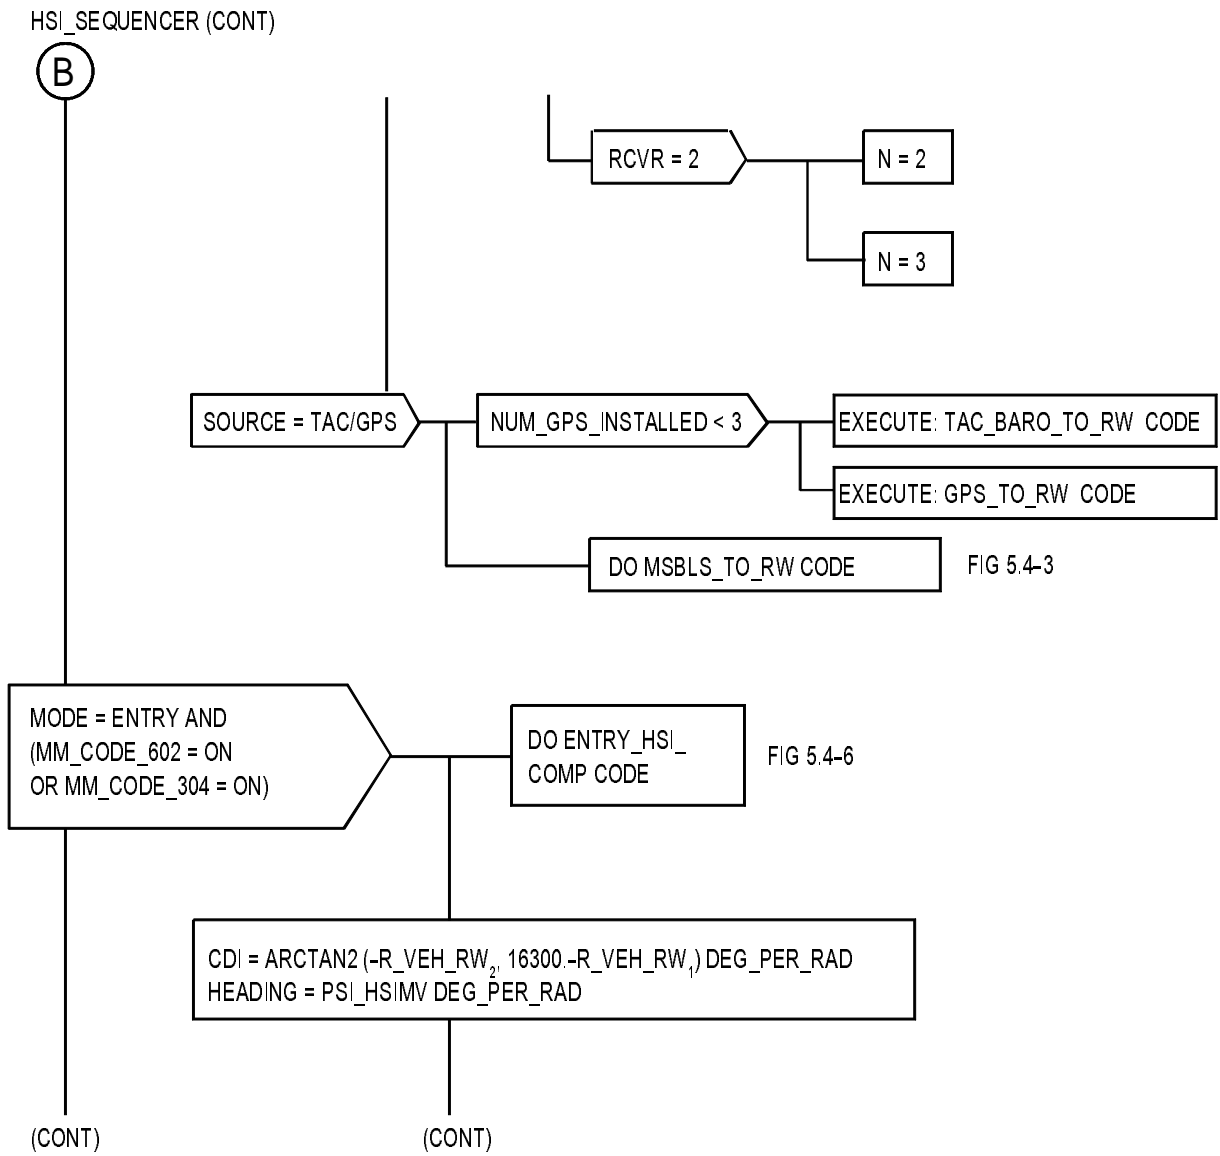 HSI_SEQUENCER (CONT)
B
RCVR = 2
N = 2
N = 3
SOURCE = TAC/GPS
NUM_GPS_INSTALLED < 3
EXECUTE: TAC_BARO_TO_RW CODE
EXECUTE: GPS_TO_RW CODE
DO MSBLS_TO_RW CODE
FIG 5.4–3
MODE = ENTRY AND
(MM_CODE_602 = ON
OR MM_CODE_304 = ON)
DO ENTRY_HSI_
COMP CODE
FIG 5.4–6
CDI = ARCTAN2 (–R_VEH_RW₂, 16300.–R_VEH_RW₁) DEG_PER_RAD
HEADING = PSI_HSIMV DEG_PER_RAD
(CONT)
(CONT)